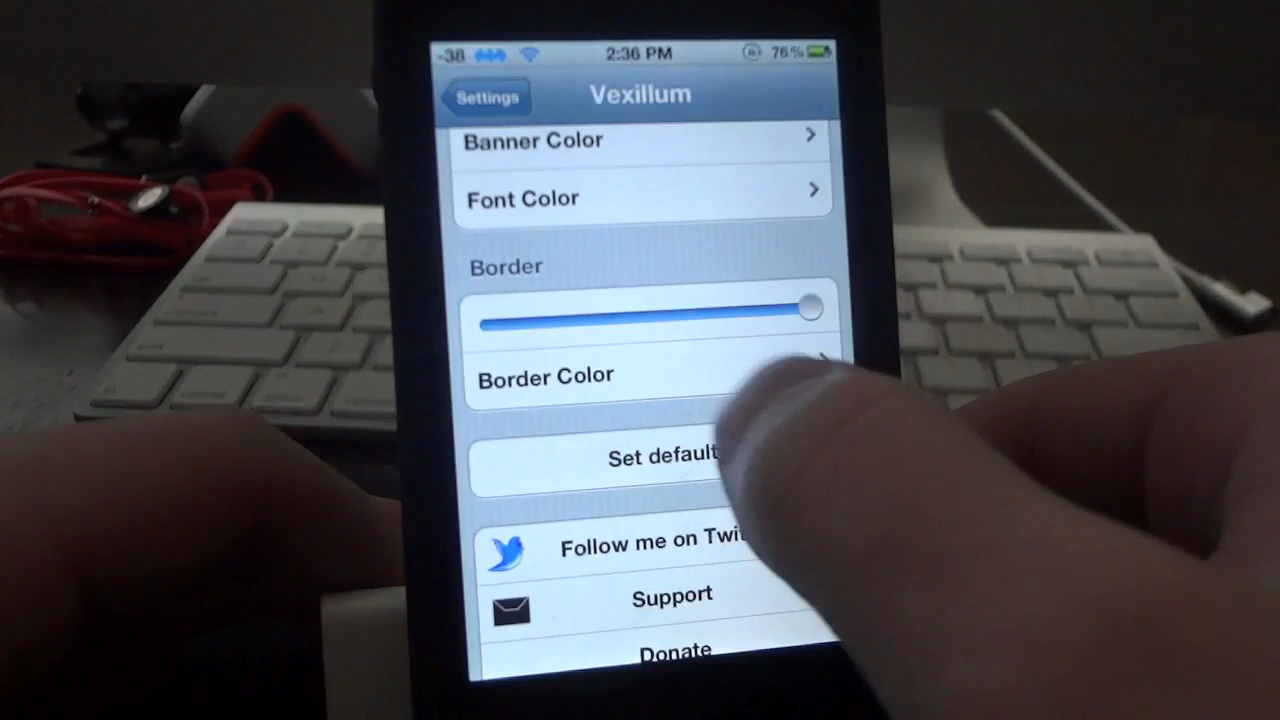 -38 2:36 PM 76%
Settings Vexillum
Banner Color
Font Color
Border
Border Color
Set default
Follow me on Twit
Support
Donate